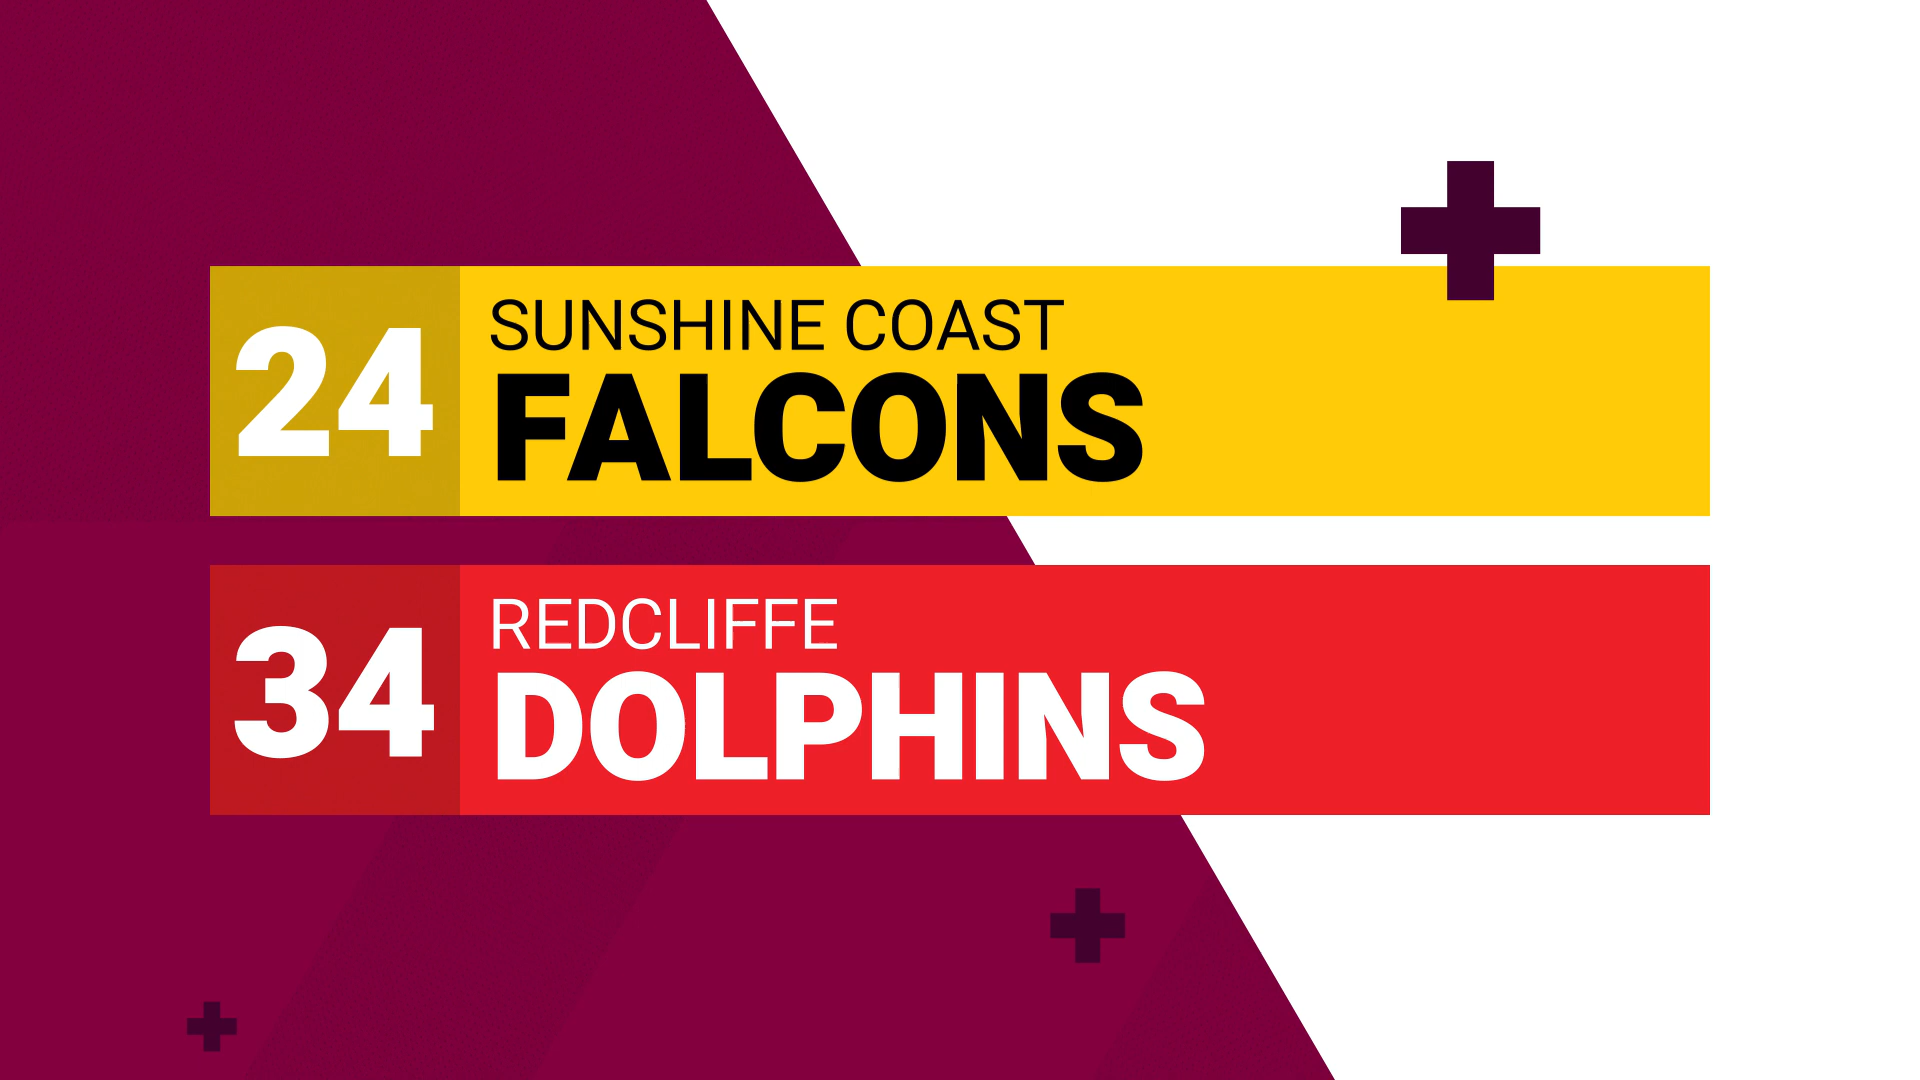 24
SUNSHINE COAST
FALCONS
34
REDCLIFFE
DOLPHINS